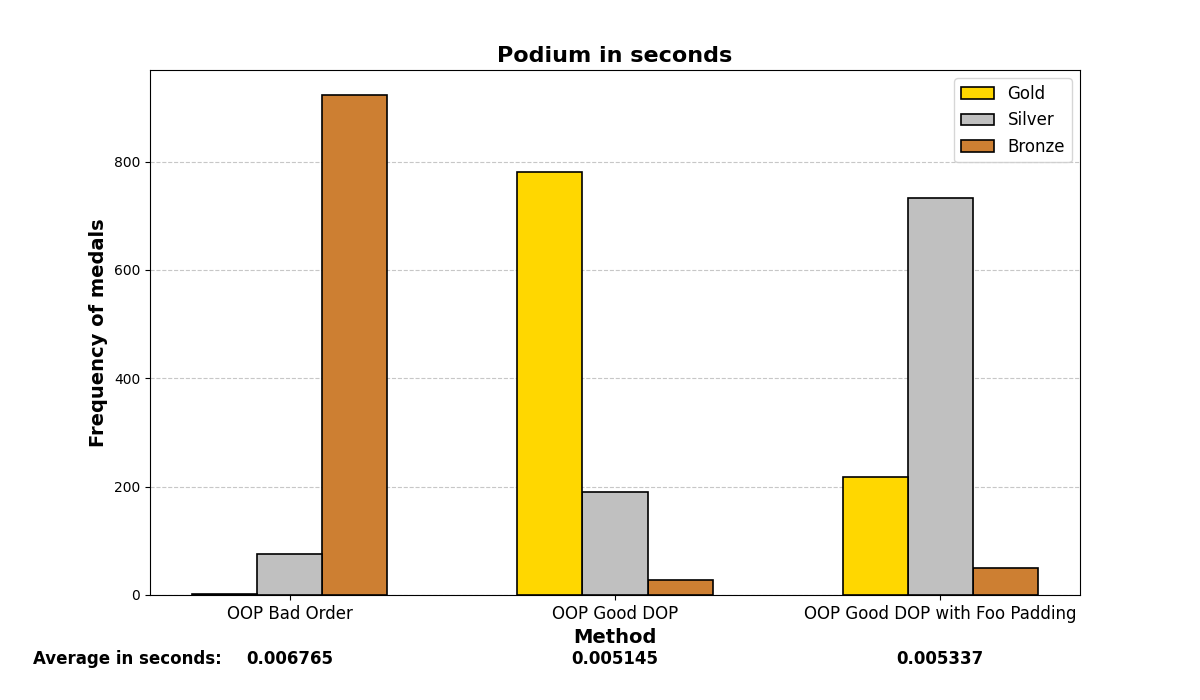 Podium in seconds
Gold
Silver
Bronze
Frequency of medals
800
600
400
200
0
OOP Bad Order OOP Good DOP OOP Good DOP with Foo Padding
Method
Average in seconds: 0.006765 0.005145 0.005337